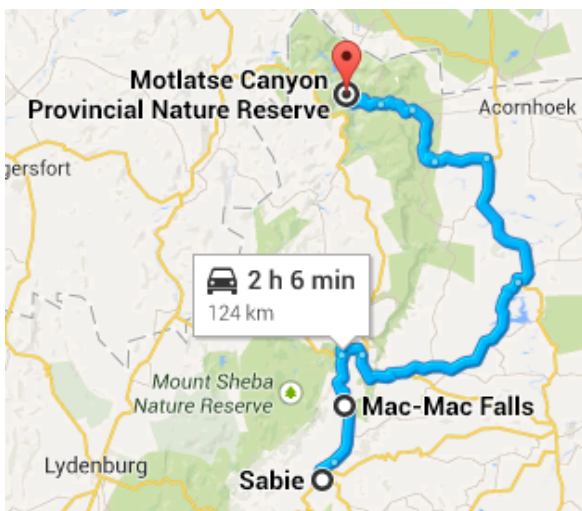 Motlatse Canyon
Provincial Nature Reserve
Acornhoek
gersfort
2 h 6 min
124 km
Mount Sheba
Nature Reserve
Mac-Mac Falls
Lydenburg
Sabie